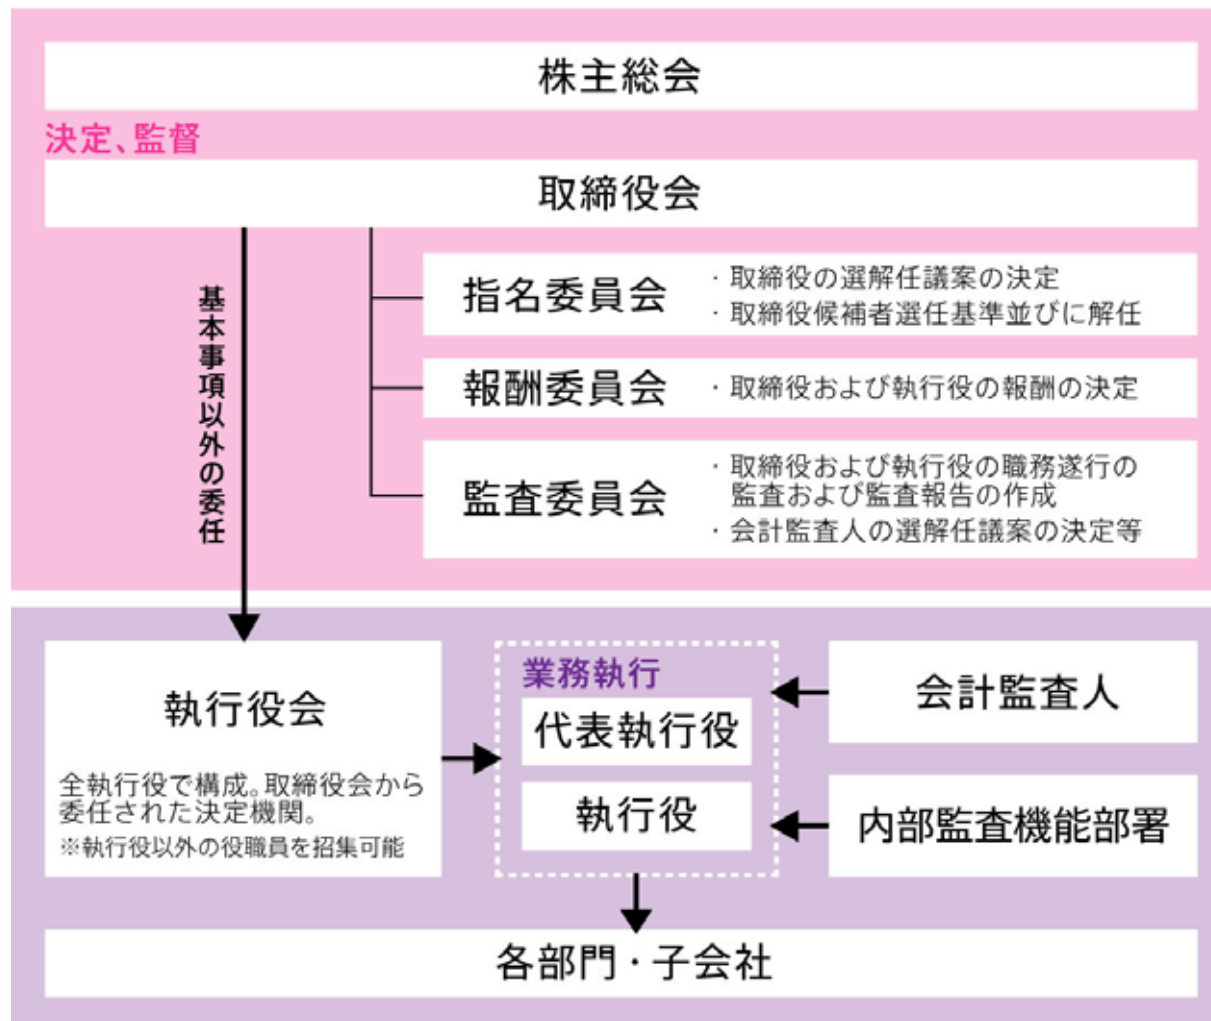 株主総会
決定、監督
取締役会
基本事項以外の委任
指名委員会
・取締役の選解任議案の決定
・取締役候補者選任基準並びに解任
報酬委員会
・取締役および執行役の報酬の決定
監査委員会
・取締役および執行役の職務遂行の
監査および監査報告の作成
・会計監査人の選解任議案の決定等
執行役会
全執行役で構成。取締役会から
委任された決定機関。
※執行役以外の役職員を招集可能
業務執行
代表執行役
執行役
会計監査人
内部監査機能部署
各部門・子会社